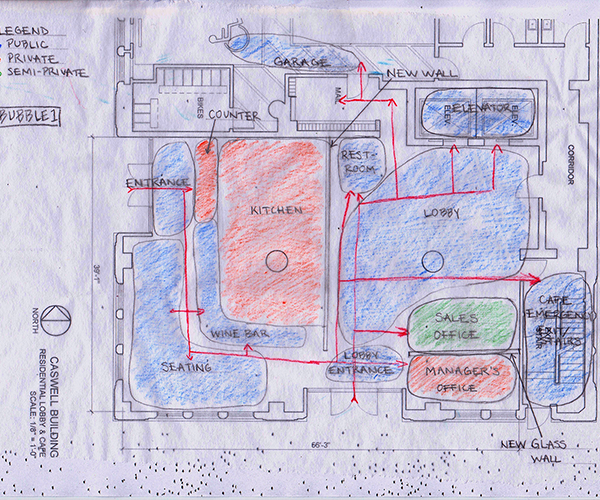 LEGEND
PUBLIC
PRIVATE
SEMI-PRIVATE
BUBBLE 1
GARAGE
NEW WALL
MAIL
BIKES
COUNTER
ELEVATOR
ELEV.
ELEV.
CORRIDOR
REST-
ROOM
ENTRANCE
KITCHEN
LOBBY
39'-1"
NORTH
CASWELL BUILDING
RESIDENTIAL LOBBY & CAFE
SCALE: 1/8" = 1'-0"
WINE BAR
SEATING
LOBBY
ENTRANCE
SALES
OFFICE
MANAGER'S
OFFICE
CAFE
EMERGENCY
EXIT/
STAIRS
66'-3"
NEW GLASS
WALL